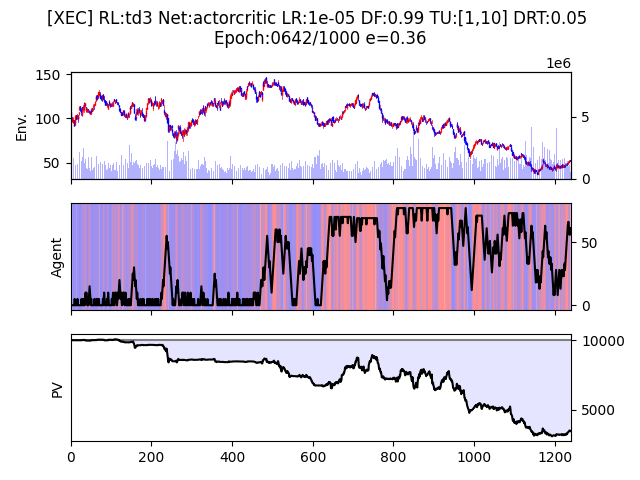 [XEC] RL:td3 Net:actorcritic LR:1e-05 DF:0.99 TU:[1,10] DRT:0.05
Epoch:0642/1000 e=0.36
1e6
150
100
50
Env.
5
0
Agent
50
0
PV
10000
5000
0 200 400 600 800 1000 1200